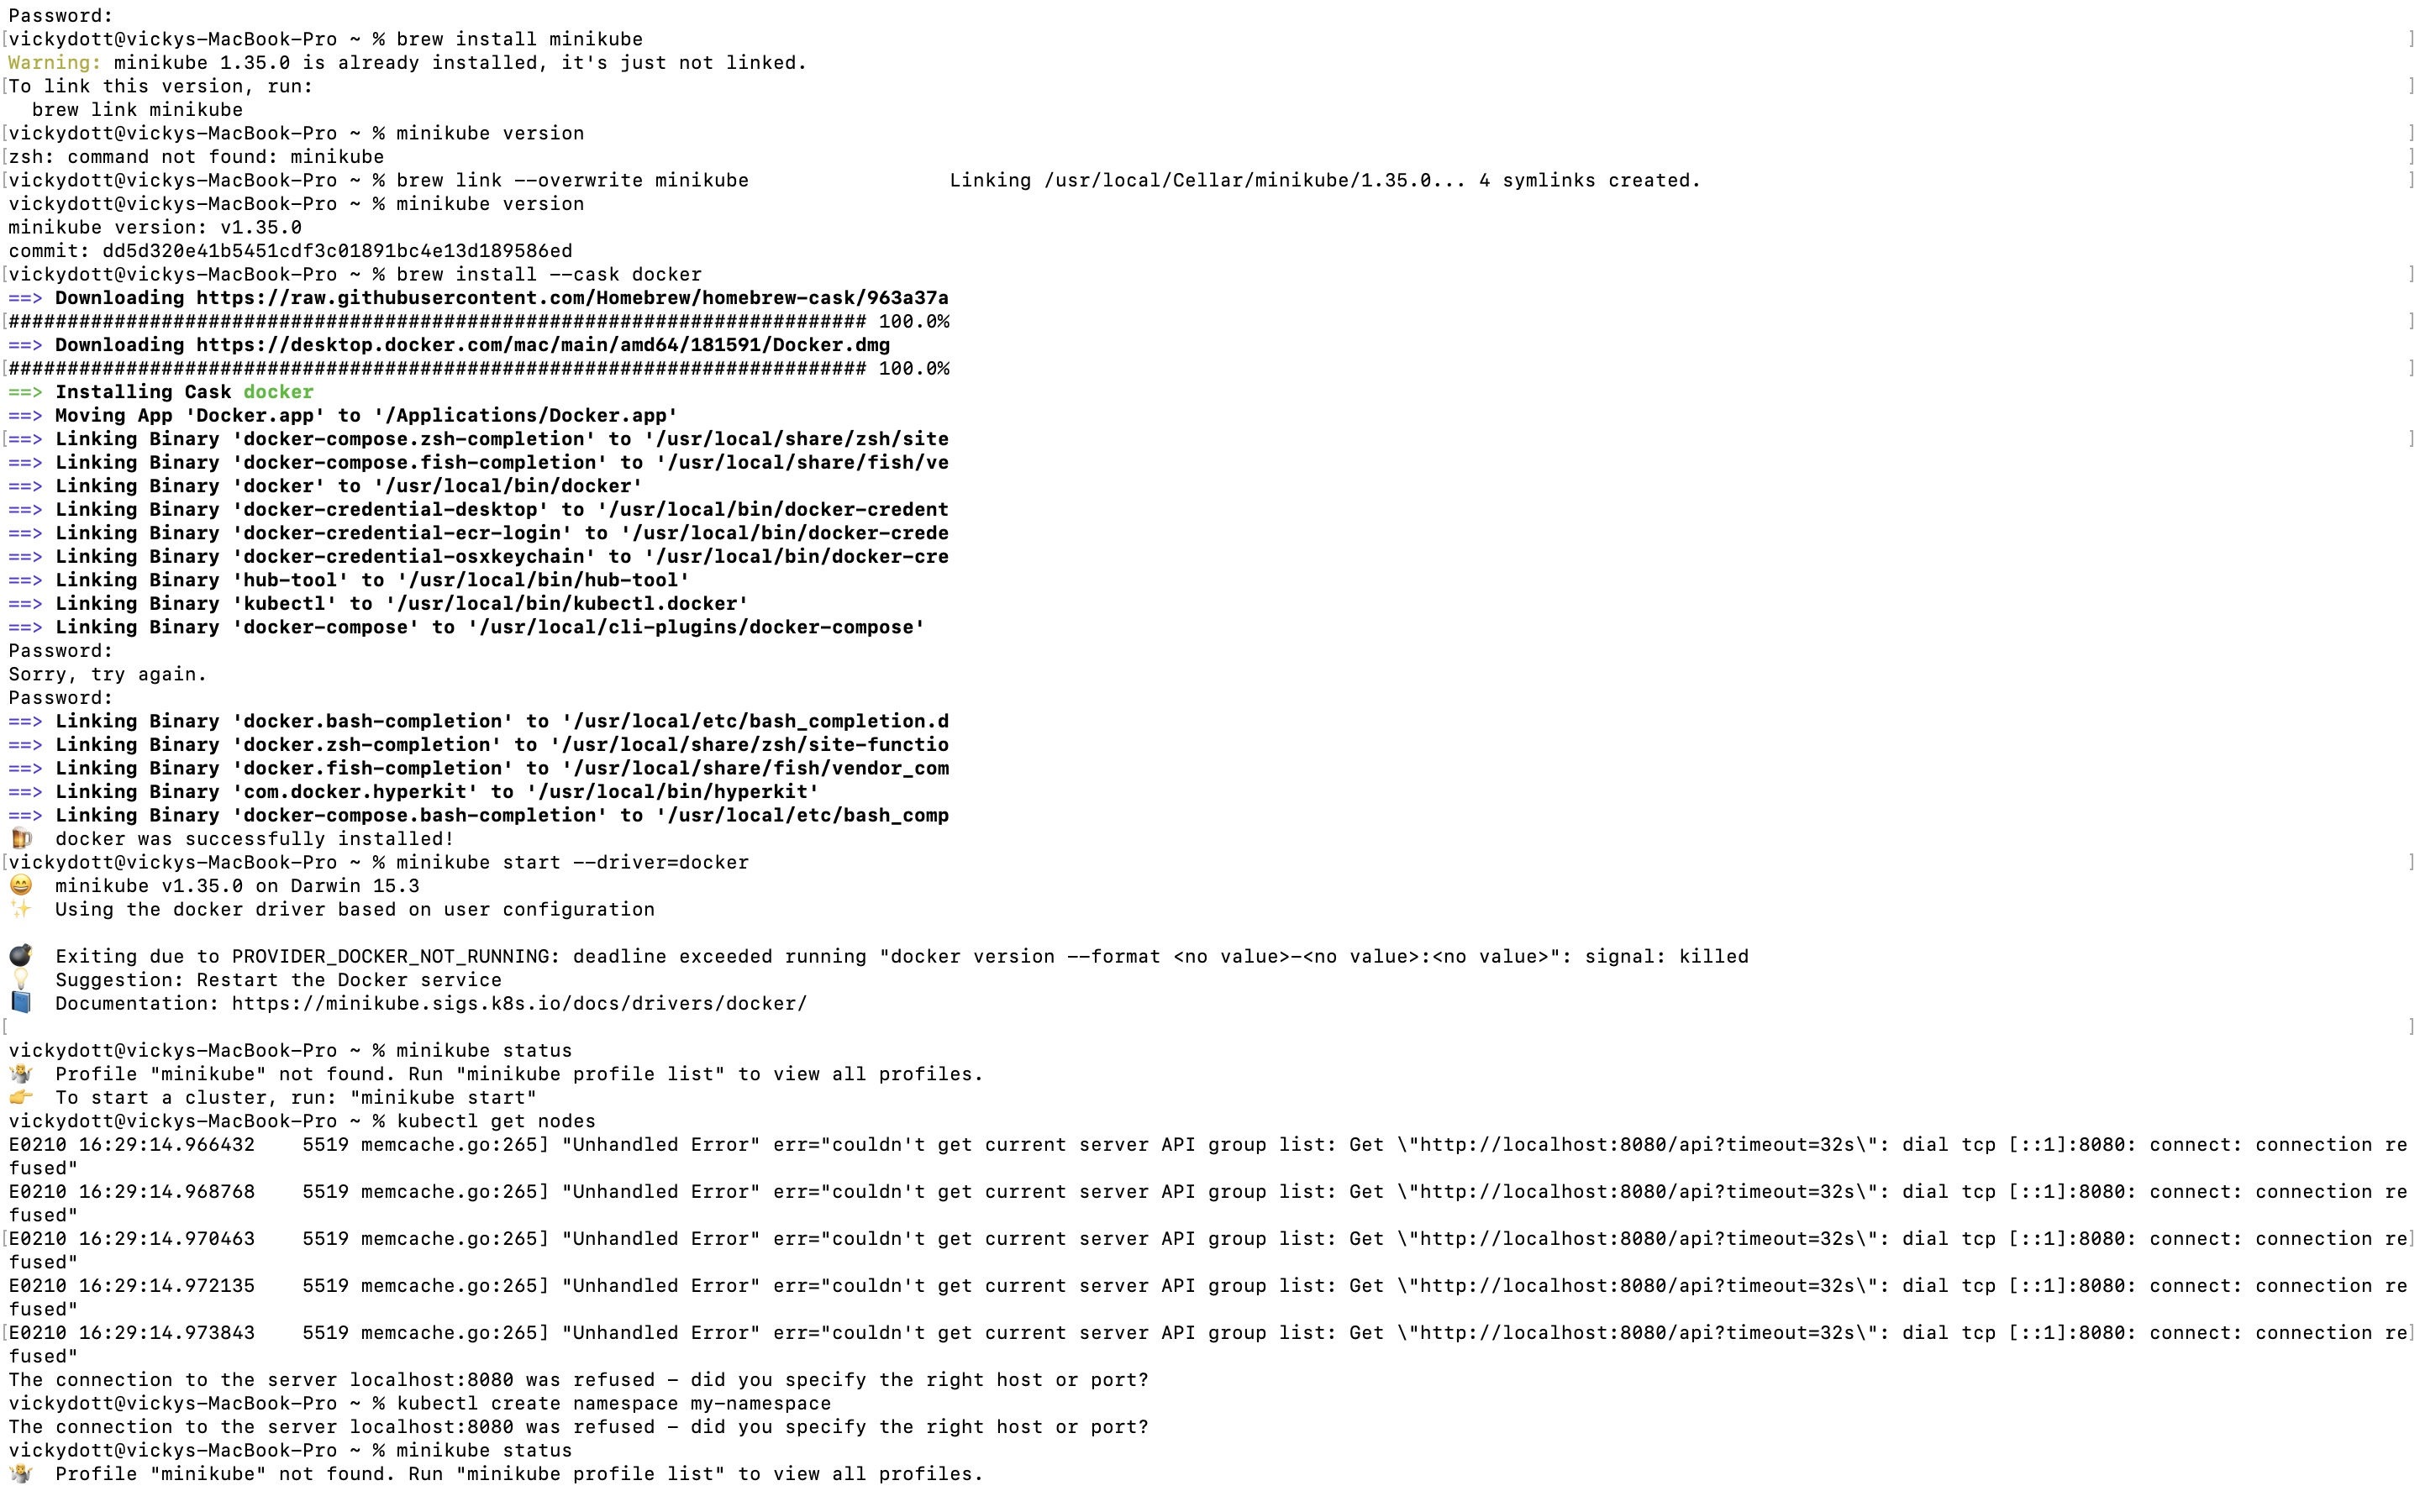 Password:
[vickydott@vickys-MacBook-Pro ~ % brew install minikube ]
Warning: minikube 1.35.0 is already installed, it's just not linked.
[To link this version, run: ]
  brew link minikube
[vickydott@vickys-MacBook-Pro ~ % minikube version ]
[zsh: command not found: minikube ]
[vickydott@vickys-MacBook-Pro ~ % brew link --overwrite minikube                 Linking /usr/local/Cellar/minikube/1.35.0... 4 symlinks created. ]
vickydott@vickys-MacBook-Pro ~ % minikube version
minikube version: v1.35.0
commit: dd5d320e41b5451cdf3c01891bc4e13d189586ed
[vickydott@vickys-MacBook-Pro ~ % brew install --cask docker ]
==> Downloading https://raw.githubusercontent.com/Homebrew/homebrew-cask/963a37a
[######################################################################### 100.0% ]
==> Downloading https://desktop.docker.com/mac/main/amd64/181591/Docker.dmg
[######################################################################### 100.0% ]
==> Installing Cask docker
==> Moving App 'Docker.app' to '/Applications/Docker.app'
[==> Linking Binary 'docker-compose.zsh-completion' to '/usr/local/share/zsh/site ]
==> Linking Binary 'docker-compose.fish-completion' to '/usr/local/share/fish/ve
==> Linking Binary 'docker' to '/usr/local/bin/docker'
==> Linking Binary 'docker-credential-desktop' to '/usr/local/bin/docker-credent
==> Linking Binary 'docker-credential-ecr-login' to '/usr/local/bin/docker-crede
==> Linking Binary 'docker-credential-osxkeychain' to '/usr/local/bin/docker-cre
==> Linking Binary 'hub-tool' to '/usr/local/bin/hub-tool'
==> Linking Binary 'kubectl' to '/usr/local/bin/kubectl.docker'
==> Linking Binary 'docker-compose' to '/usr/local/cli-plugins/docker-compose'
Password:
Sorry, try again.
Password:
==> Linking Binary 'docker.bash-completion' to '/usr/local/etc/bash_completion.d
==> Linking Binary 'docker.zsh-completion' to '/usr/local/share/zsh/site-functio
==> Linking Binary 'docker.fish-completion' to '/usr/local/share/fish/vendor_com
==> Linking Binary 'com.docker.hyperkit' to '/usr/local/bin/hyperkit'
==> Linking Binary 'docker-compose.bash-completion' to '/usr/local/etc/bash_comp
🍺  docker was successfully installed!
[vickydott@vickys-MacBook-Pro ~ % minikube start --driver=docker ]
😄  minikube v1.35.0 on Darwin 15.3
✨  Using the docker driver based on user configuration

💣  Exiting due to PROVIDER_DOCKER_NOT_RUNNING: deadline exceeded running "docker version --format <no value>-<no value>:<no value>": signal: killed
💡  Suggestion: Restart the Docker service
📘  Documentation: https://minikube.sigs.k8s.io/docs/drivers/docker/
[ ]
vickydott@vickys-MacBook-Pro ~ % minikube status
🤷  Profile "minikube" not found. Run "minikube profile list" to view all profiles.
👉  To start a cluster, run: "minikube start"
vickydott@vickys-MacBook-Pro ~ % kubectl get nodes
E0210 16:29:14.966432    5519 memcache.go:265] "Unhandled Error" err="couldn't get current server API group list: Get \"http://localhost:8080/api?timeout=32s\": dial tcp [::1]:8080: connect: connection re
fused"
E0210 16:29:14.968768    5519 memcache.go:265] "Unhandled Error" err="couldn't get current server API group list: Get \"http://localhost:8080/api?timeout=32s\": dial tcp [::1]:8080: connect: connection re
fused"
[E0210 16:29:14.970463    5519 memcache.go:265] "Unhandled Error" err="couldn't get current server API group list: Get \"http://localhost:8080/api?timeout=32s\": dial tcp [::1]:8080: connect: connection re]
fused"
E0210 16:29:14.972135    5519 memcache.go:265] "Unhandled Error" err="couldn't get current server API group list: Get \"http://localhost:8080/api?timeout=32s\": dial tcp [::1]:8080: connect: connection re
fused"
[E0210 16:29:14.973843    5519 memcache.go:265] "Unhandled Error" err="couldn't get current server API group list: Get \"http://localhost:8080/api?timeout=32s\": dial tcp [::1]:8080: connect: connection re]
fused"
The connection to the server localhost:8080 was refused - did you specify the right host or port?
vickydott@vickys-MacBook-Pro ~ % kubectl create namespace my-namespace
The connection to the server localhost:8080 was refused - did you specify the right host or port?
vickydott@vickys-MacBook-Pro ~ % minikube status
🤷  Profile "minikube" not found. Run "minikube profile list" to view all profiles.